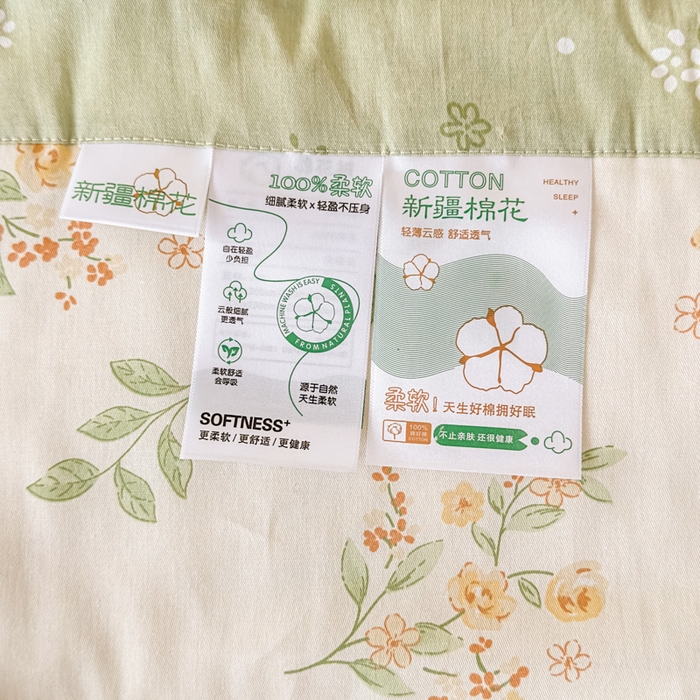 新疆棉花
100%柔软
细腻柔软x轻盈不压身
自在轻盈
少负担
云般细腻
更透气
柔软舒适
会呼吸
MACHINE WASH IS EASY
FROM NATURAL PLANTS
源于自然
天生柔软
SOFTNESS+
更柔软/更舒适/更健康
COTTON
新疆棉花
轻薄云感 舒适透气
HEALTHY
SLEEP
+
柔软! 天生好棉拥好眠
100%
COTTON
不止亲肤 还很健康